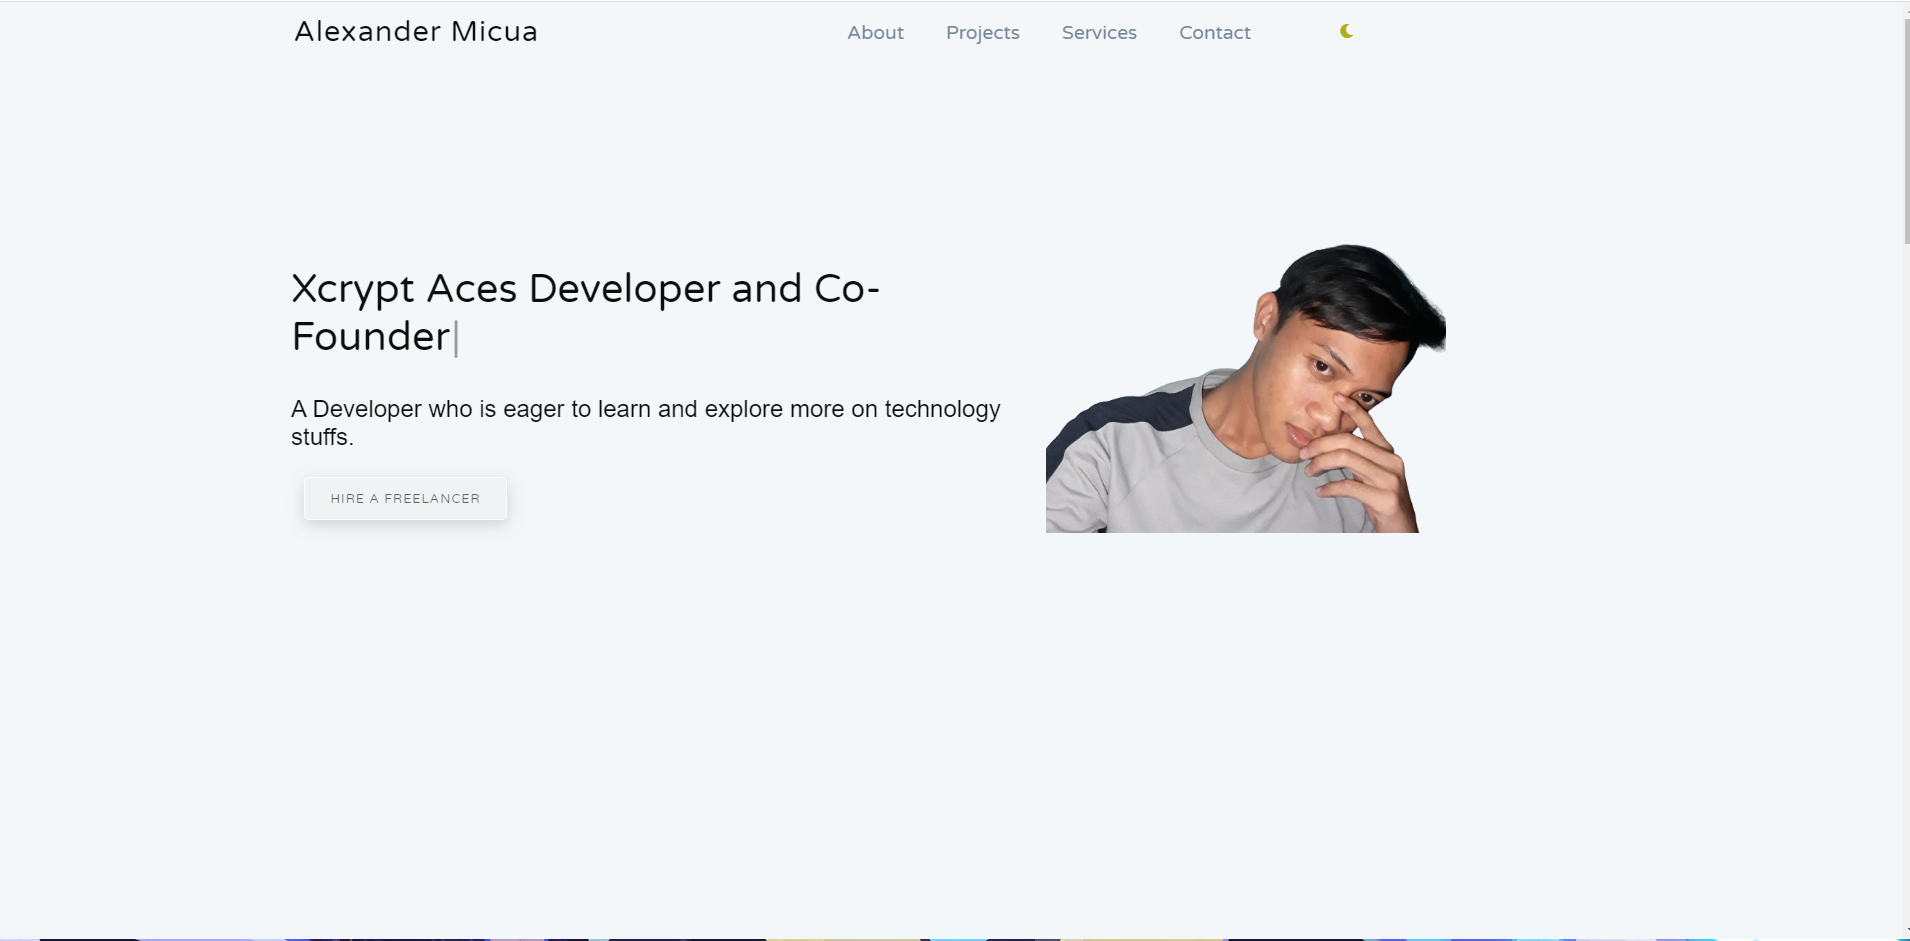 Alexander Micua
About Projects Services Contact
Xcrypt Aces Developer and Co-
Founder|
A Developer who is eager to learn and explore more on technology
stuffs.
HIRE A FREELANCER